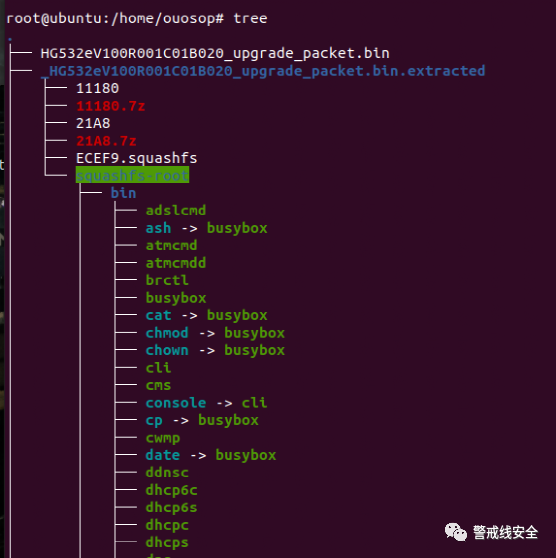 root@ubuntu:/home/ouosop# tree
.
├── HG532eV100R001C01B020_upgrade_packet.bin
├── _HG532eV100R001C01B020_upgrade_packet.bin.extracted
│   ├── 11180
│   ├── 11180.7z
│   ├── 21A8
│   ├── 21A8.7z
│   ├── ECEF9.squashfs
│   └── squashfs-root
│       ├── bin
│       │   ├── adslcmd
│       │   ├── ash -> busybox
│       │   ├── atmcmd
│       │   ├── atmcmdd
│       │   ├── brctl
│       │   ├── busybox
│       │   ├── cat -> busybox
│       │   ├── chmod -> busybox
│       │   ├── chown -> busybox
│       │   ├── cli
│       │   ├── cms
│       │   ├── console -> cli
│       │   ├── cp -> busybox
│       │   ├── cwmp
│       │   ├── date -> busybox
│       │   ├── ddnsc
│       │   ├── dhcp6c
│       │   ├── dhcp6s
│       │   ├── dhcpc
│       │   ├── dhcps
警戒线安全